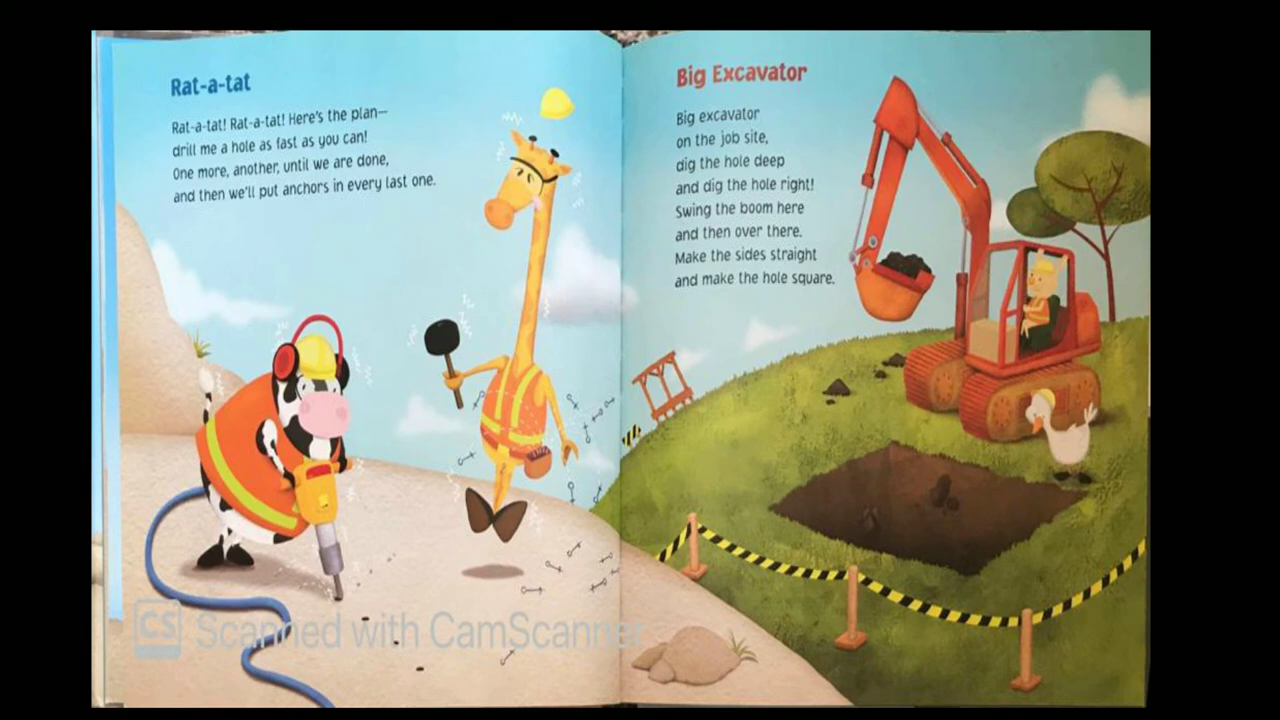 Rat-a-tat
Rat-a-tat! Rat-a-tat! Here's the plan—
drill me a hole as fast as you can!
One more, another, until we are done,
and then we'll put anchors in every last one.
Big Excavator
Big excavator
on the job site,
dig the hole deep
and dig the hole right!
Swing the boom here
and then over there.
Make the sides straight
and make the hole square.
CS Scanned with CamScanner